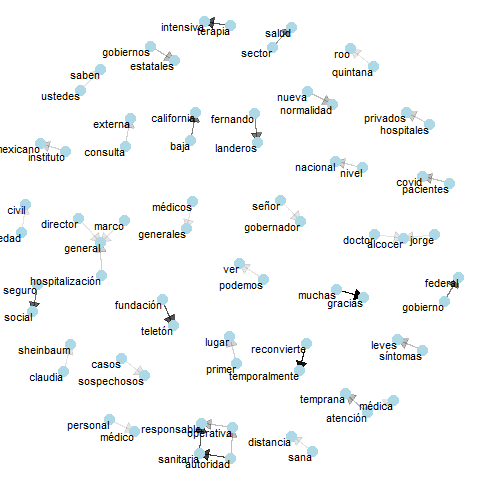 intensiva
terapia
salud
sector
gobiernos
estatales
roo
quintana
saben
ustedes
nueva
normalidad
california
baja
fernando
landeros
privados
hospitales
externa
consulta
mexicano
instituto
nacional
nivel
covid
pacientes
civil
edad
director
marco
general
hospitalización
médicos
generales
señor
gobernador
doctor
alcocer
jorge
ver
podemos
seguro
social
fundación
teletón
muchas
gracias
federal
gobierno
sheinbaum
claudia
lugar
primer
reconvierte
temporalmente
leves
síntomas
casos
sospechosos
temprana
médica
atención
personal
médico
responsable
operativa
sanitaria
autoridad
distancia
sana